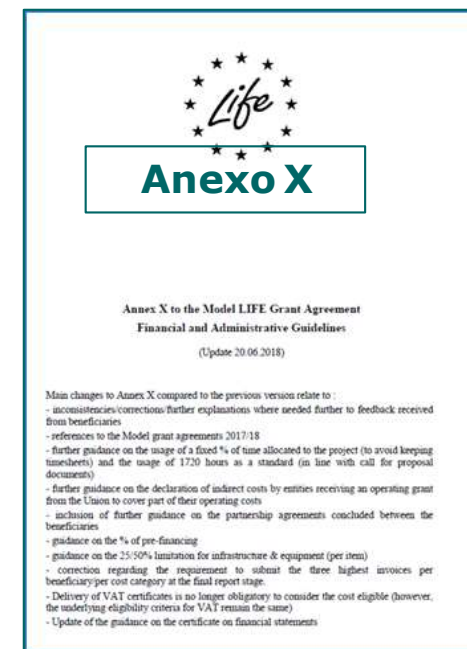 Life
Anexo X
Annex X to the Model LIFE Grant Agreement
Financial and Administrative Guidelines
(Update 20.06.2018)
Main changes to Annex X compared to the previous version relate to :
- inconsistencies/corrections/further explanations where needed further to feedback received
from beneficiaries
- references to the Model grant agreements 2017/18
- further guidance on the usage of a fixed % of time allocated to the project (to avoid keeping
timesheets) and the usage of 1720 hours as a standard (in line with call for proposal
documents)
- further guidance on the declaration of indirect costs by entities receiving an operating grant
from the Union to cover part of their operating costs
- inclusion of further guidance on the partnership agreements concluded between the
beneficiaries
- guidance on the % of pre-financing
- guidance on the 25/50% limitation for infrastructure & equipment (per item)
- correction regarding the requirement to submit the three highest invoices per
beneficiary/per cost category at the final report stage.
- Delivery of VAT certificates is no longer obligatory to consider the cost eligible (however,
the underlying eligibility criteria for VAT remain the same)
- Update of the guidance on the certificate on financial statements